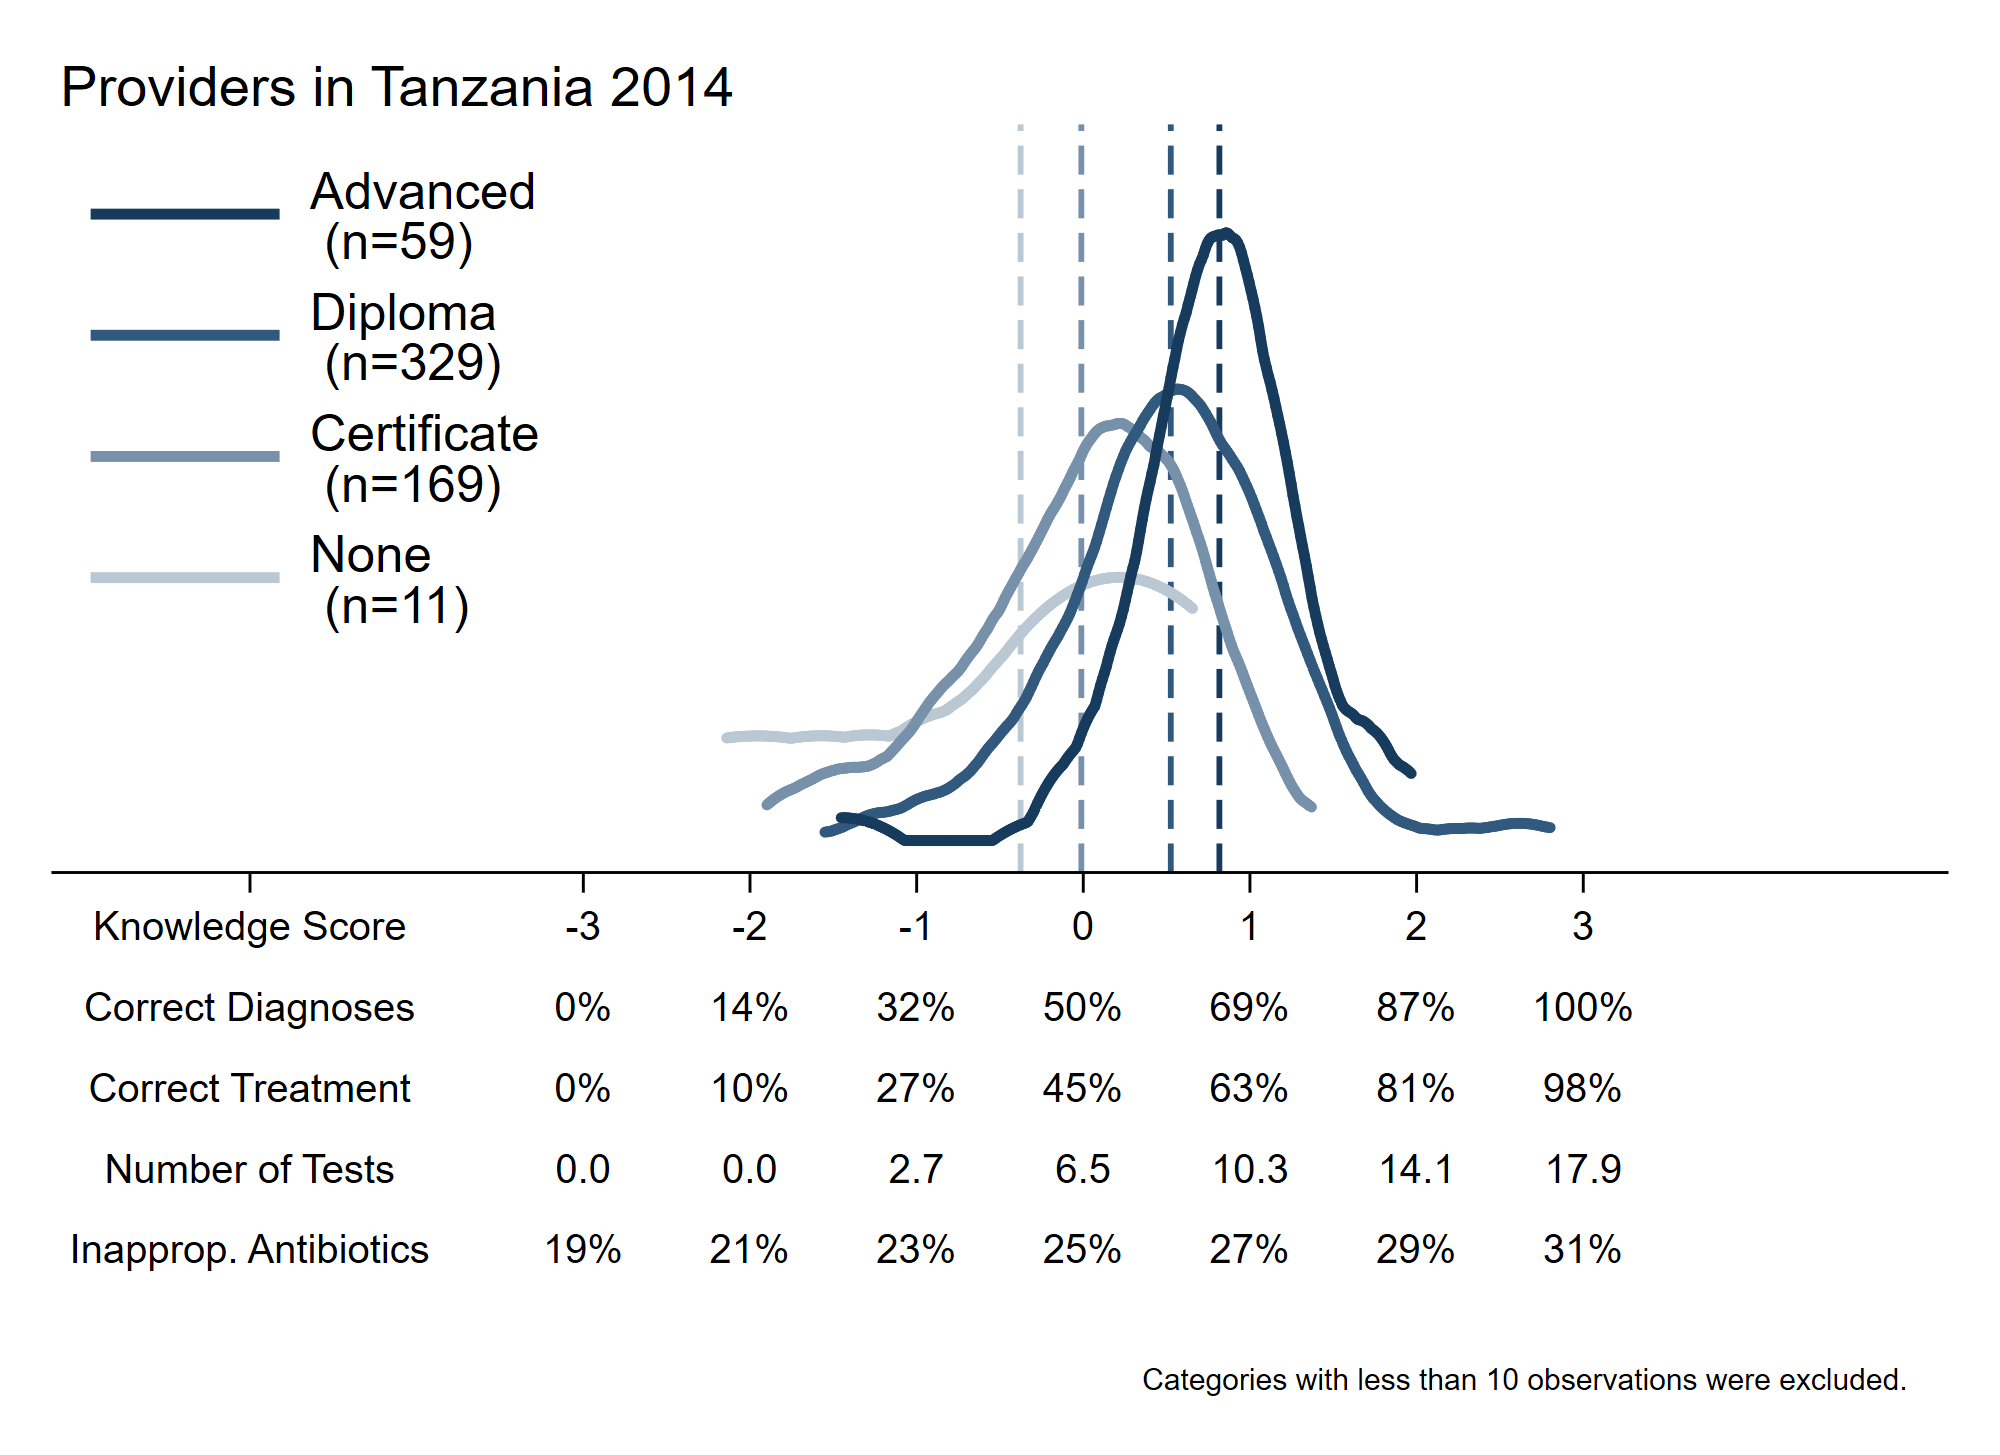 Providers in Tanzania 2014
Advanced
(n=59)
Diploma
(n=329)
Certificate
(n=169)
None
(n=11)
Knowledge Score -3 -2 -1 0 1 2 3
Correct Diagnoses 0% 14% 32% 50% 69% 87% 100%
Correct Treatment 0% 10% 27% 45% 63% 81% 98%
Number of Tests 0.0 0.0 2.7 6.5 10.3 14.1 17.9
Inapprop. Antibiotics 19% 21% 23% 25% 27% 29% 31%
Categories with less than 10 observations were excluded.